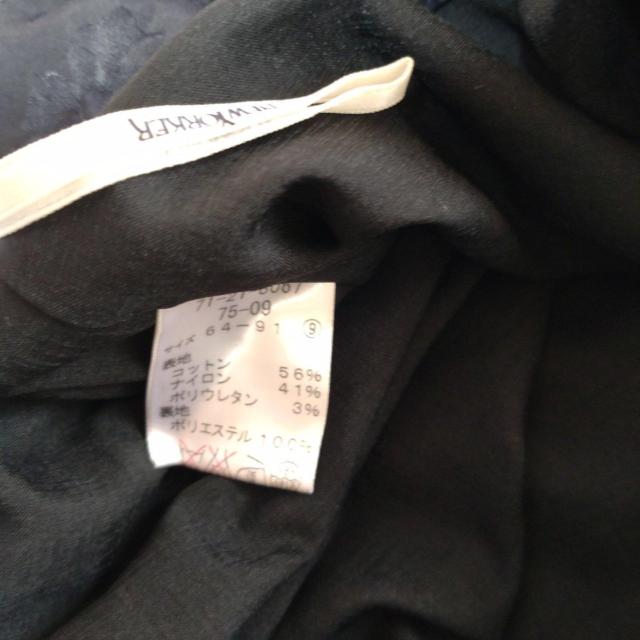 NEWYORKER
75-09
サイズ 64-91 ⑨
表地
コットン 56%
ナイロン 41%
ポリウレタン 3%
裏地
ポリエステル 100%